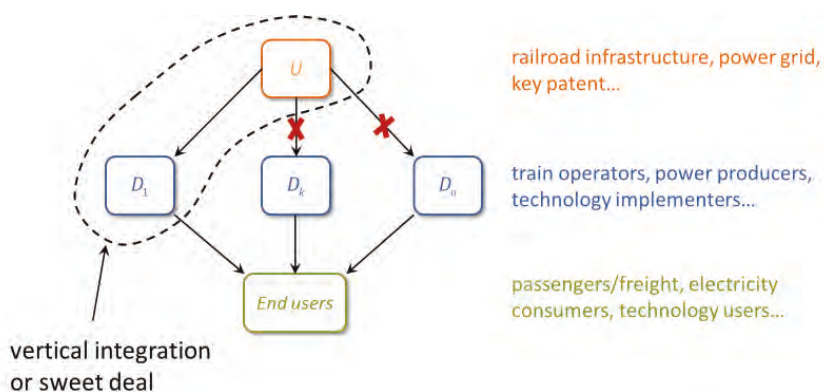 U
railroad infrastructure, power grid,
key patent...
D1
Dk
Dn
train operators, power producers,
technology implementers...
End users
passengers/freight, electricity
consumers, technology users...
vertical integration
or sweet deal